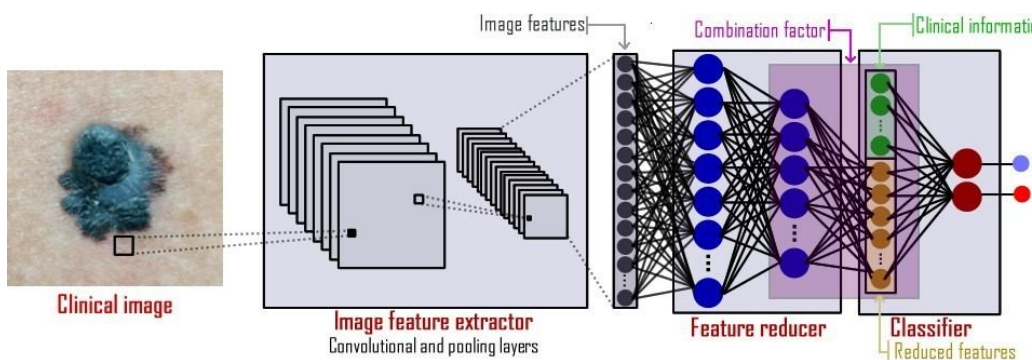 Image features
Combination factor
Clinical
Clinical image
Image feature extractor
Convolutional and pooling layers
Feature reducer
Classifier
Reduced features